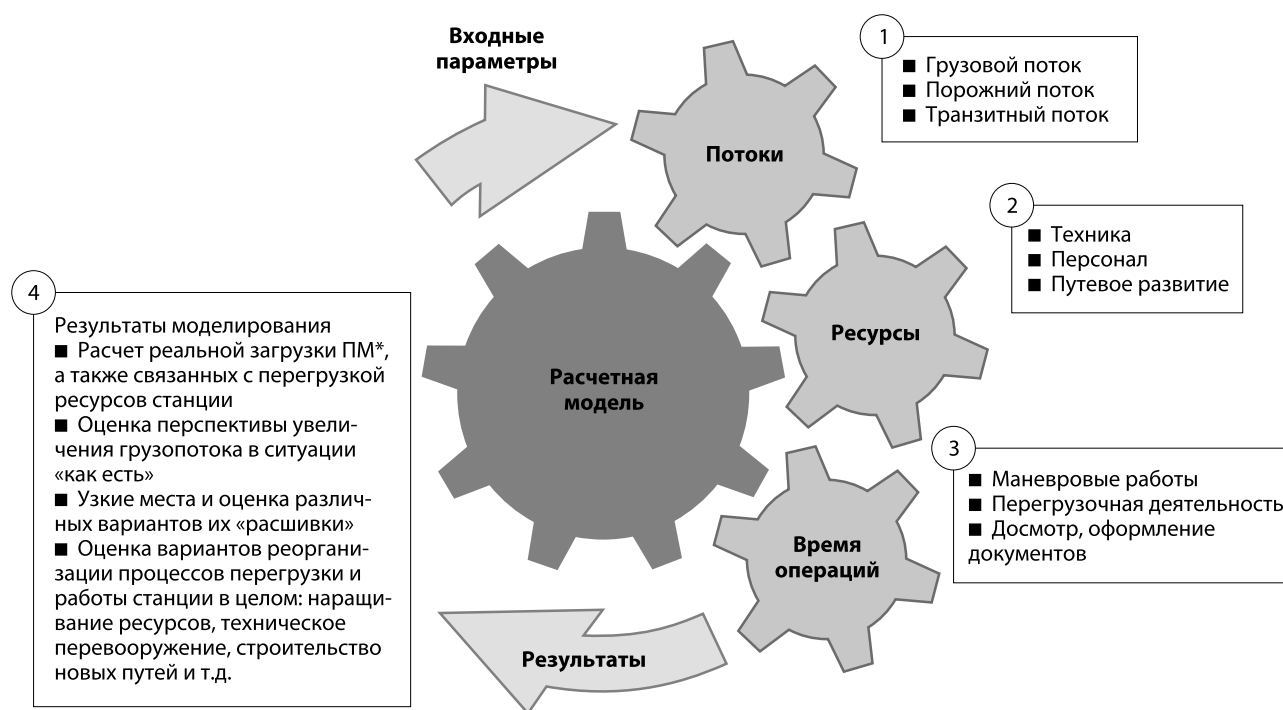 Входные
параметры
1
■ Грузовой поток
■ Порожний поток
■ Транзитный поток
Потоки
2
■ Техника
■ Персонал
■ Путевое развитие
Ресурсы
4
Результаты моделирования
■ Расчет реальной загрузки ПМ*,
а также связанных с перегрузкой
ресурсов станции
■ Оценка перспективы увели-
чения грузопотока в ситуации
«как есть»
■ Узкие места и оценка различ-
ных вариантов их «расшивки»
■ Оценка вариантов реоргани-
зации процессов перегрузки и
работы станции в целом: наращи-
вание ресурсов, техническое
перевооружение, строительство
новых путей и т.д.
Расчетная
модель
3
■ Маневровые работы
■ Перегрузочная деятельность
■ Досмотр, оформление
документов
Время
операций
Результаты